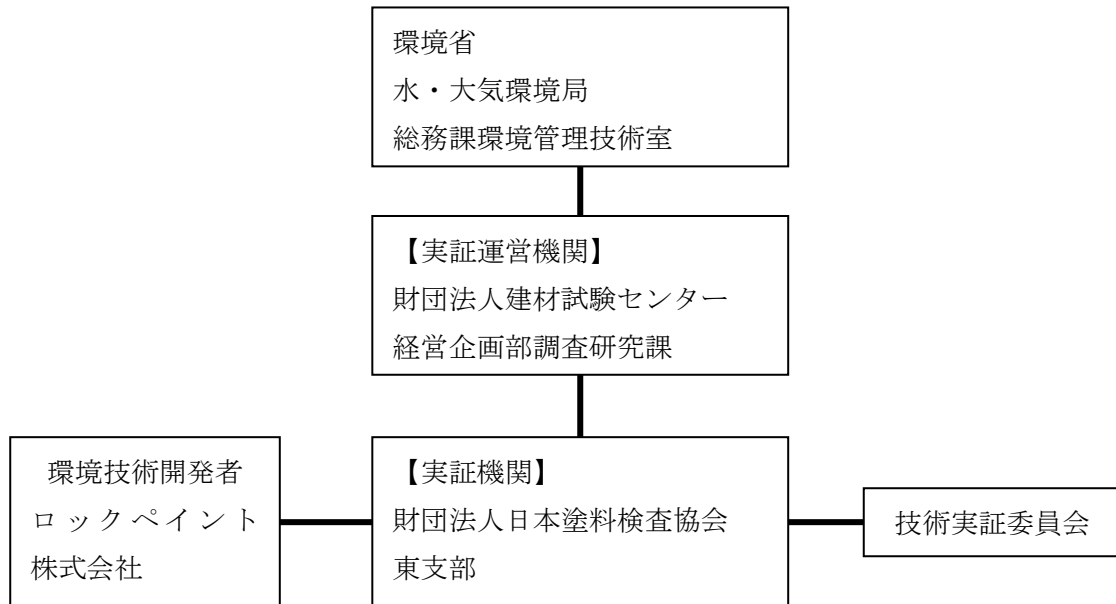 環境省
水・大気環境局
総務課環境管理技術室
【実証運営機関】
財団法人建材試験センター
経営企画部調査研究課
環境技術開発者
ロックペイント
株式会社
【実証機関】
財団法人日本塗料検査協会
東支部
技術実証委員会